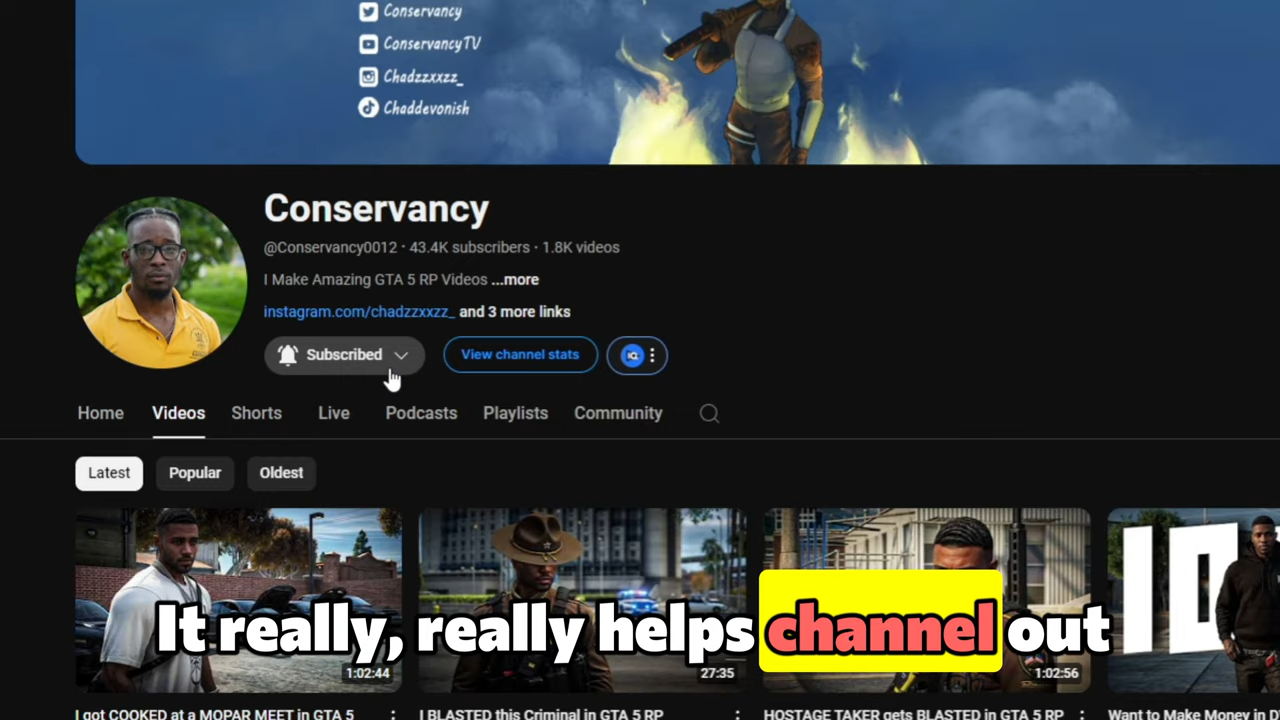 Conservancy
ConservancyTV
Chadzzxxzz_
Chaddevonish
Conservancy
@Conservancy0012 · 43.4K subscribers · 1.8K videos
I Make Amazing GTA 5 RP Videos ...more
instagram.com/chadzzxxzz_ and 3 more links
Subscribed
View channel stats
Home Videos Shorts Live Podcasts Playlists Community
Latest Popular Oldest
It really, really helps channel out
1:02:44 27:35 1:02:56
I got COOKED at a MOPAR MEET in GTA 5
I BLASTED this Criminal in GTA 5 RP
HOSTAGE TAKER gets BLASTED in GTA 5 RP
Want to Make Money in